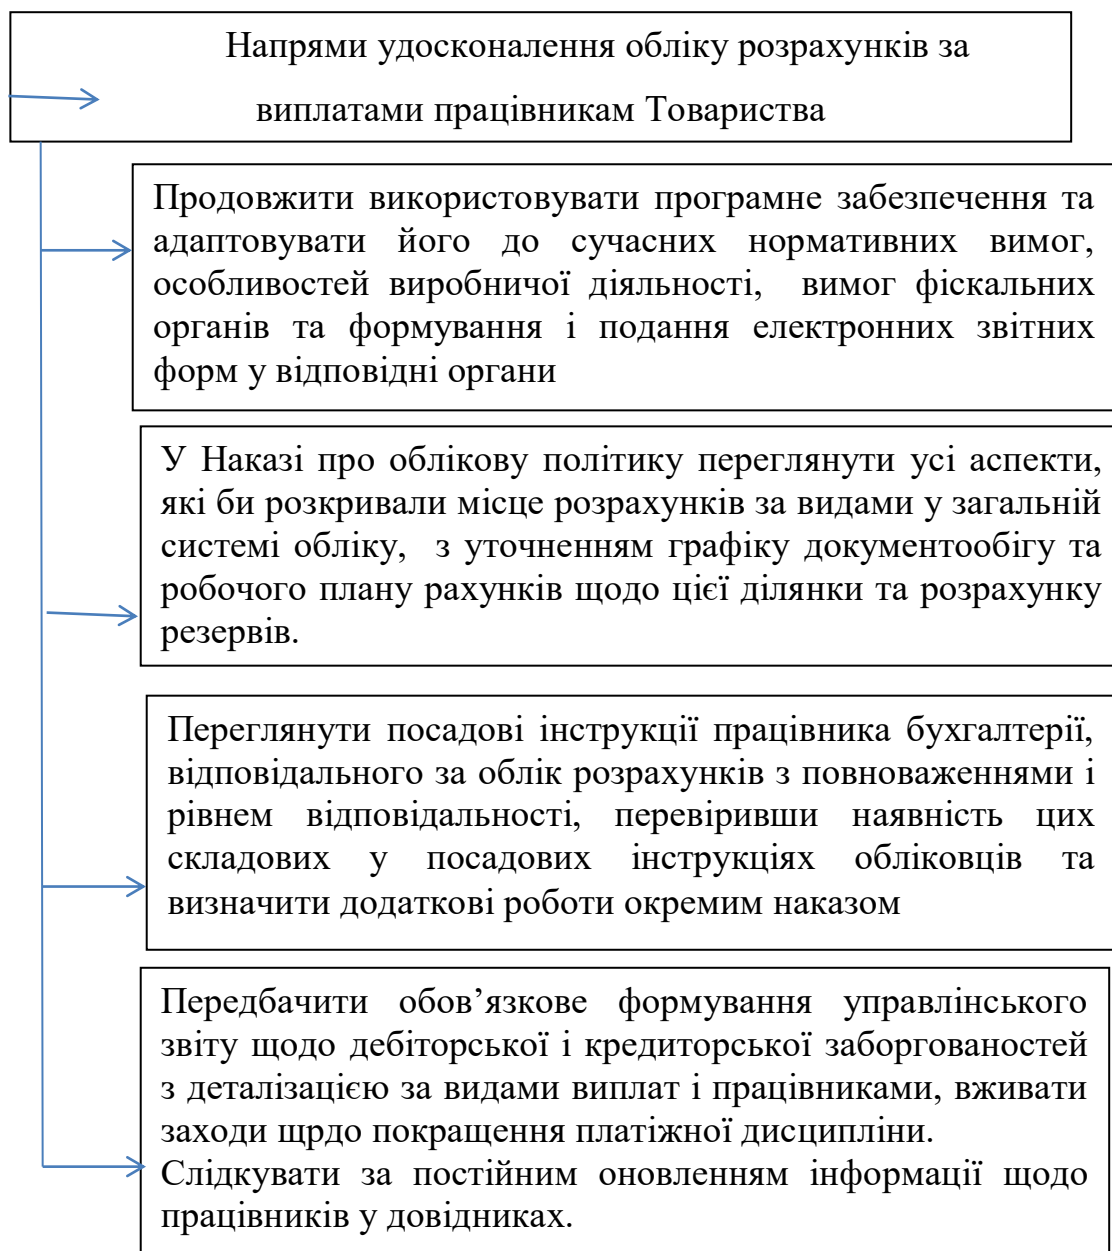 Напрями удосконалення обліку розрахунків за
виплатами працівникам Товариства
Продовжити використовувати програмне забезпечення та
адаптовувати його до сучасних нормативних вимог,
особливостей виробничої діяльності, вимог фіскальних
органів та формування і подання електронних звітних
форм у відповідні органи
У Наказі про облікову політику переглянути усі аспекти,
які би розкривали місце розрахунків за видами у загальній
системі обліку, з уточненням графіку документообігу та
робочого плану рахунків щодо цієї ділянки та розрахунку
резервів.
Переглянути посадові інструкції працівника бухгалтерії,
відповідального за облік розрахунків з повноваженнями і
рівнем відповідальності, перевіривши наявність цих
складових у посадових інструкціях обліковців та
визначити додаткові роботи окремим наказом
Передбачити обов’язкове формування управлінського
звіту щодо дебіторської і кредиторської заборгованостей
з деталізацією за видами виплат і працівниками, вживати
заходи щрдо покращення платіжної дисципліни.
Слідкувати за постійним оновленням інформації щодо
працівників у довідниках.